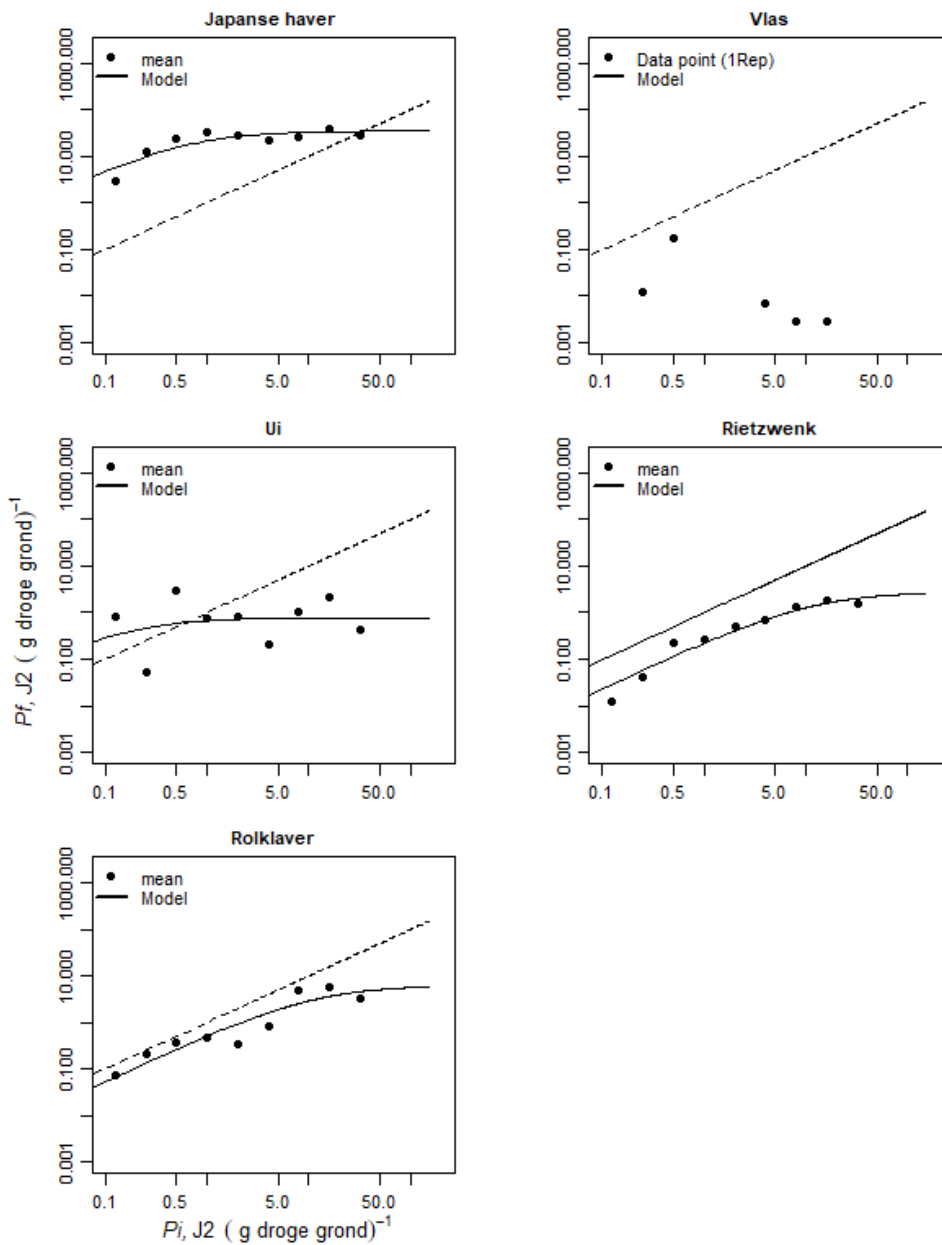 Japanse haver
mean
Model
1000.000
10.000
0.100
0.001
0.1
0.5
5.0
50.0
Vlas
Data point (1Rep)
Model
1000.000
10.000
0.100
0.001
0.1
0.5
5.0
50.0
Ui
mean
Model
1000.000
10.000
0.100
0.001
0.1
0.5
5.0
50.0
Rietzwenk
mean
Model
1000.000
10.000
0.100
0.001
0.1
0.5
5.0
50.0
Pf, J2 ( g droge grond)⁻¹
Rolklaver
mean
Model
1000.000
10.000
0.100
0.001
0.1
0.5
5.0
50.0
Pi, J2 ( g droge grond)⁻¹